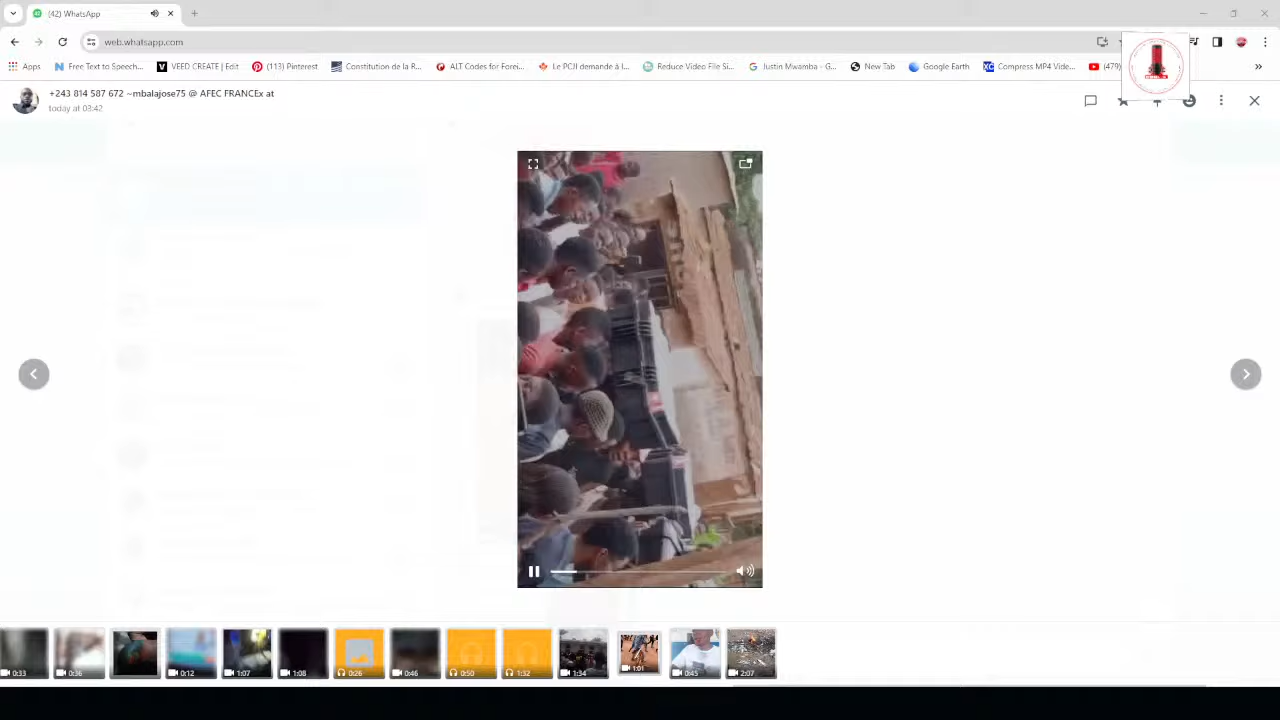 (42) WhatsApp
web.whatsapp.com
Apps
Free Text to Speech...
VEED CREATE | Edit
(113) Pinterest
Constitution de la R...
ALT Codes for Forei...
Le PCJI demande à l...
Reduce Video File Si...
Justin Mwamba - G...
New Tab
Google Earth
Compress MP4 Vide...
(479)
+243 814 587 672 ~mbalajose75 @ AFEC FRANCEx at
today at 03:42
0:33
0:36
0:12
1:07
1:08
0:26
0:46
0:50
1:32
1:34
1:01
0:45
2:07